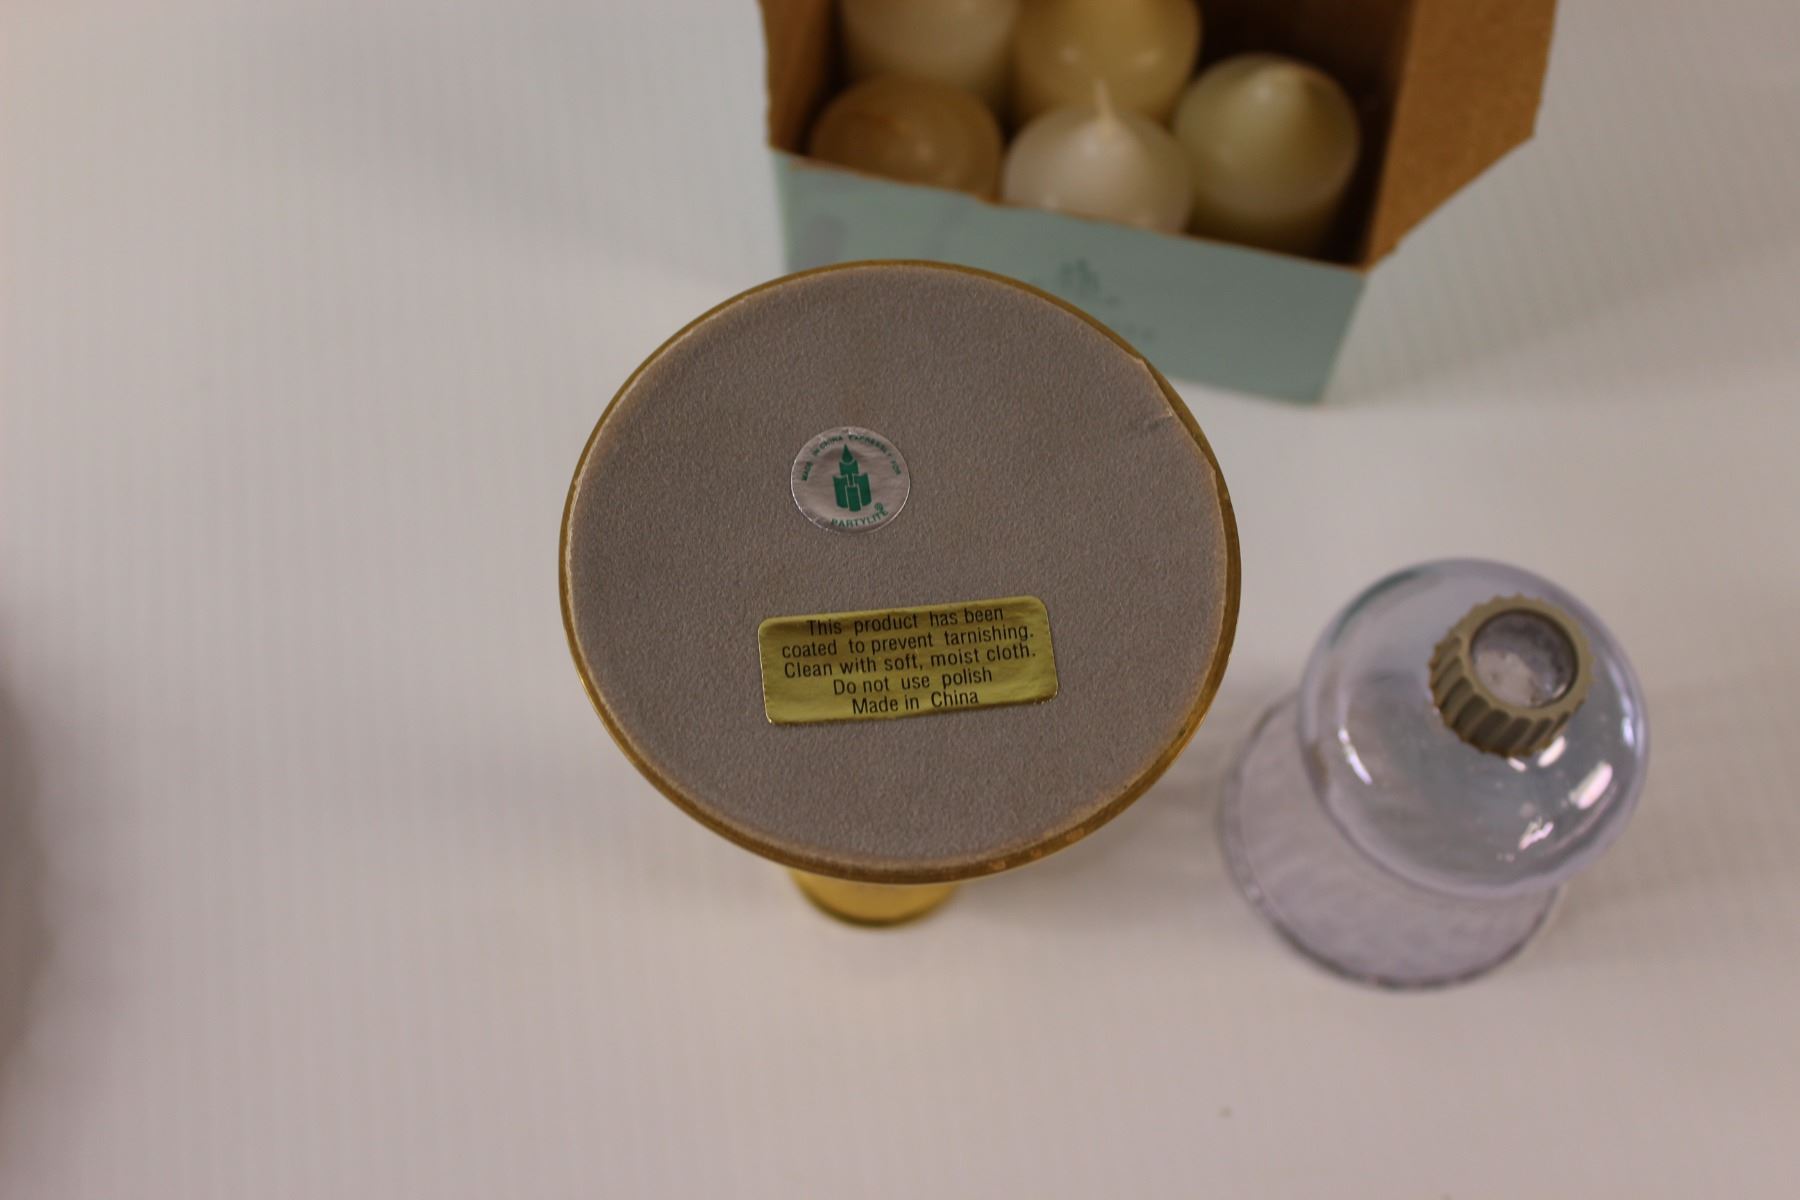 MADE IN CHINA EXPRESSLY FOR
PARTYLITE®
This product has been
coated to prevent tarnishing.
Clean with soft, moist cloth.
Do not use polish
Made in China